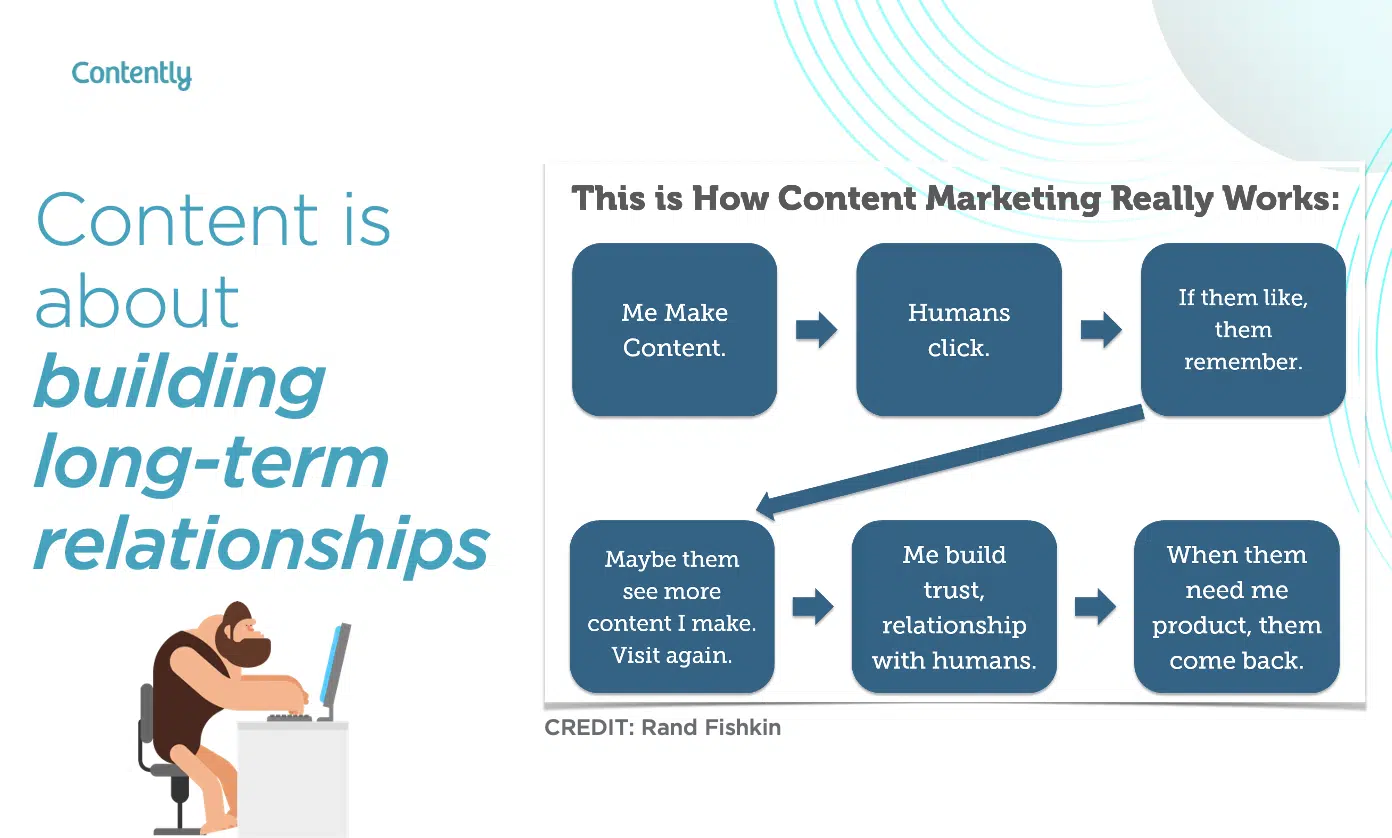 Contently
Content is
about
building
long-term
relationships
This is How Content Marketing Really Works:
Me Make
Content.
Humans
click.
If them like,
them
remember.
Maybe them
see more
content I make.
Visit again.
Me build
trust,
relationship
with humans.
When them
need me
product, them
come back.
CREDIT: Rand Fishkin